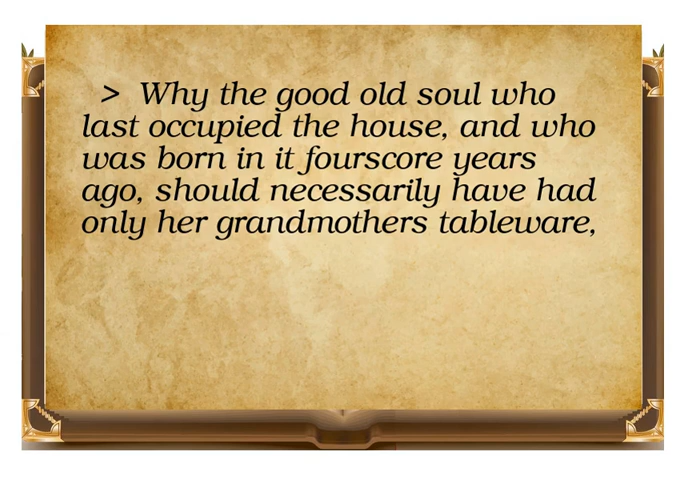 > Why the good old soul who
last occupied the house, and who
was born in it fourscore years
ago, should necessarily have had
only her grandmothers tableware,